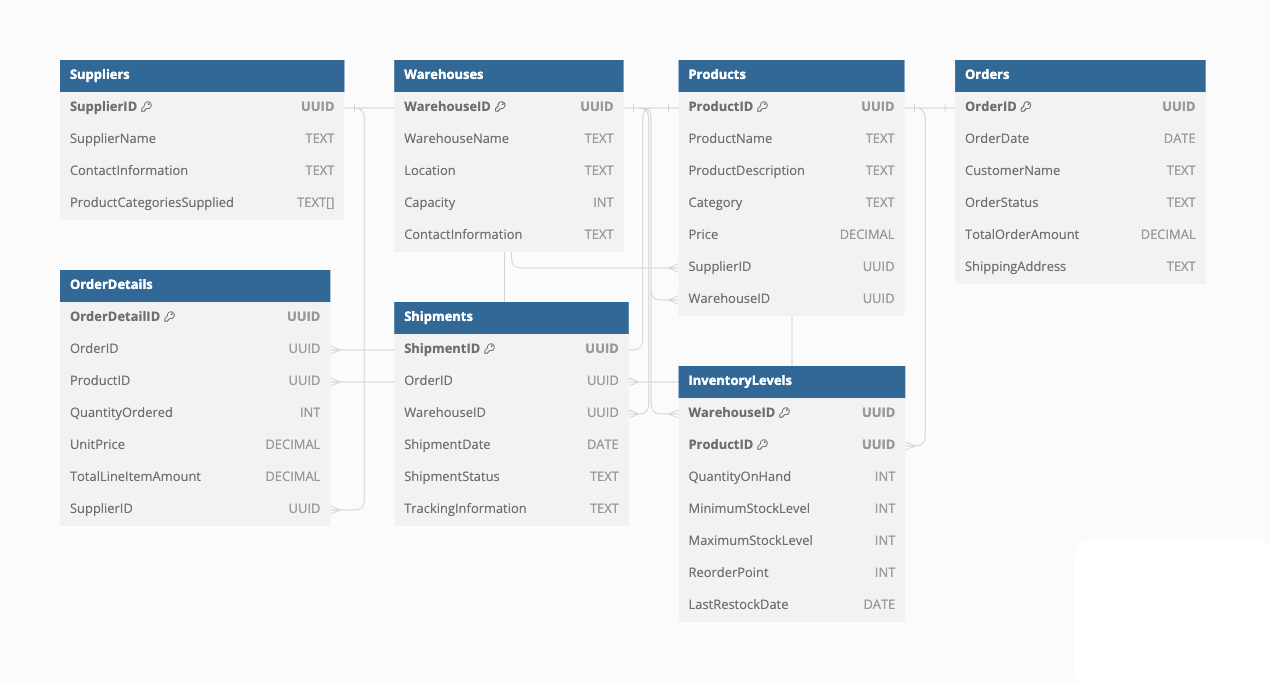 Suppliers
SupplierID UUID
SupplierName TEXT
ContactInformation TEXT
ProductCategoriesSupplied TEXT[]
Warehouses
WarehouseID UUID
WarehouseName TEXT
Location TEXT
Capacity INT
ContactInformation TEXT
Products
ProductID UUID
ProductName TEXT
ProductDescription TEXT
Category TEXT
Price DECIMAL
SupplierID UUID
WarehouseID UUID
Orders
OrderID UUID
OrderDate DATE
CustomerName TEXT
OrderStatus TEXT
TotalOrderAmount DECIMAL
ShippingAddress TEXT
OrderDetails
OrderDetailID UUID
OrderID UUID
ProductID UUID
QuantityOrdered INT
UnitPrice DECIMAL
TotalLineItemAmount DECIMAL
SupplierID UUID
Shipments
ShipmentID UUID
OrderID UUID
WarehouseID UUID
ShipmentDate DATE
ShipmentStatus TEXT
TrackingInformation TEXT
InventoryLevels
WarehouseID UUID
ProductID UUID
QuantityOnHand INT
MinimumStockLevel INT
MaximumStockLevel INT
ReorderPoint INT
LastRestockDate DATE